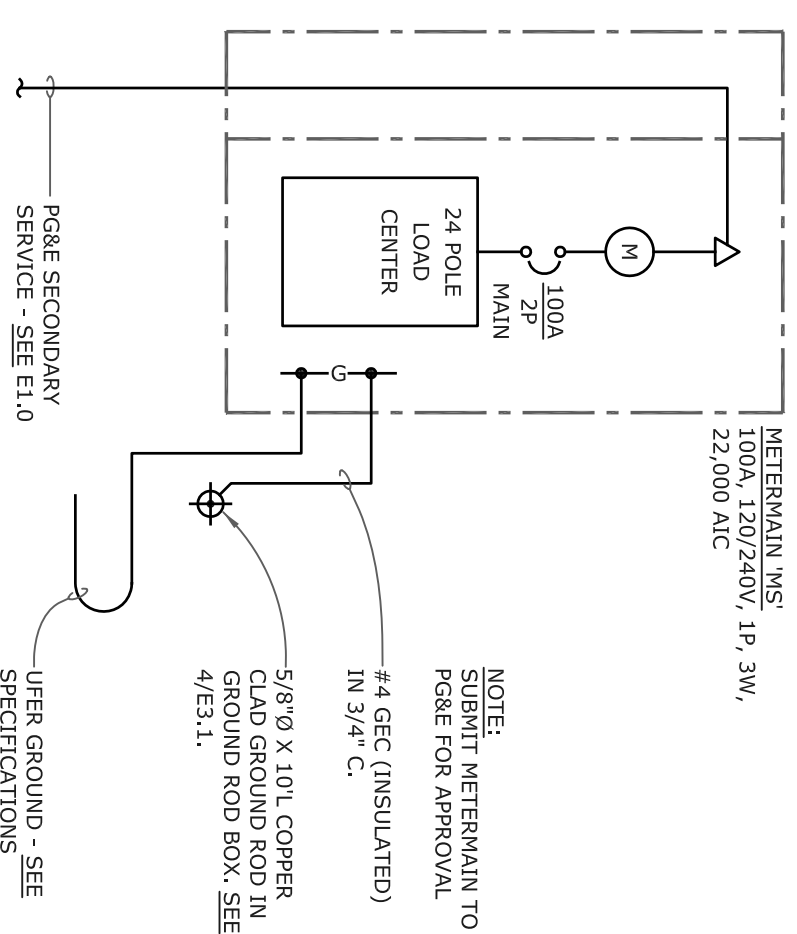 METERMAIN 'MS'
100A, 120/240V, 1P, 3W,
22,000 AIC
M
100A
2P
MAIN
24 POLE
LOAD
CENTER
G
NOTE:
SUBMIT METERMAIN TO
PG&E FOR APPROVAL
#4 GEC (INSULATED)
IN 3/4" C.
5/8"Ø X 10'L COPPER
CLAD GROUND ROD IN
GROUND ROD BOX. SEE
4/E3.1.
PG&E SECONDARY
SERVICE - SEE E1.0
UFER GROUND - SEE
SPECIFICATIONS